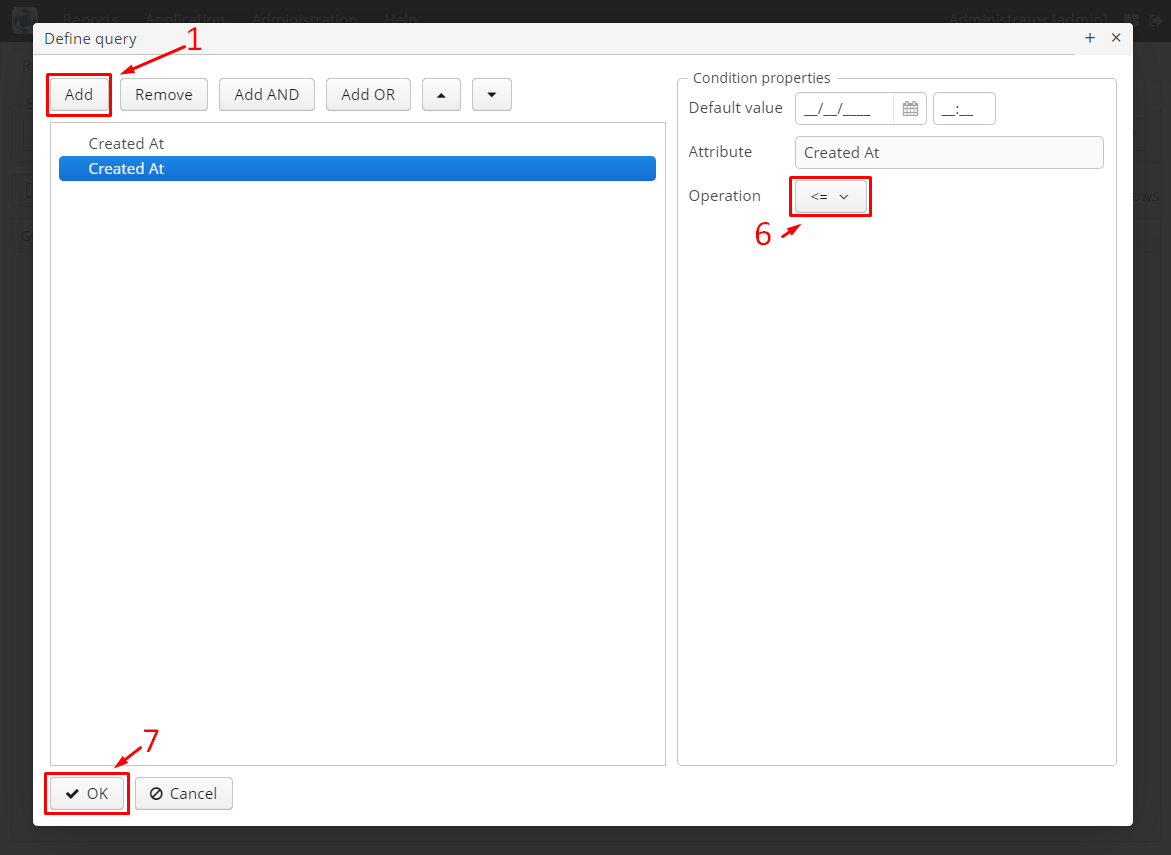 Reports Application Administration Help Administrator [admin]
Define query
1
Add Remove Add AND Add OR
Created At
Created At
Condition properties
Default value __/__/____ __:__
Attribute Created At
Operation <=
6
7
OK Cancel